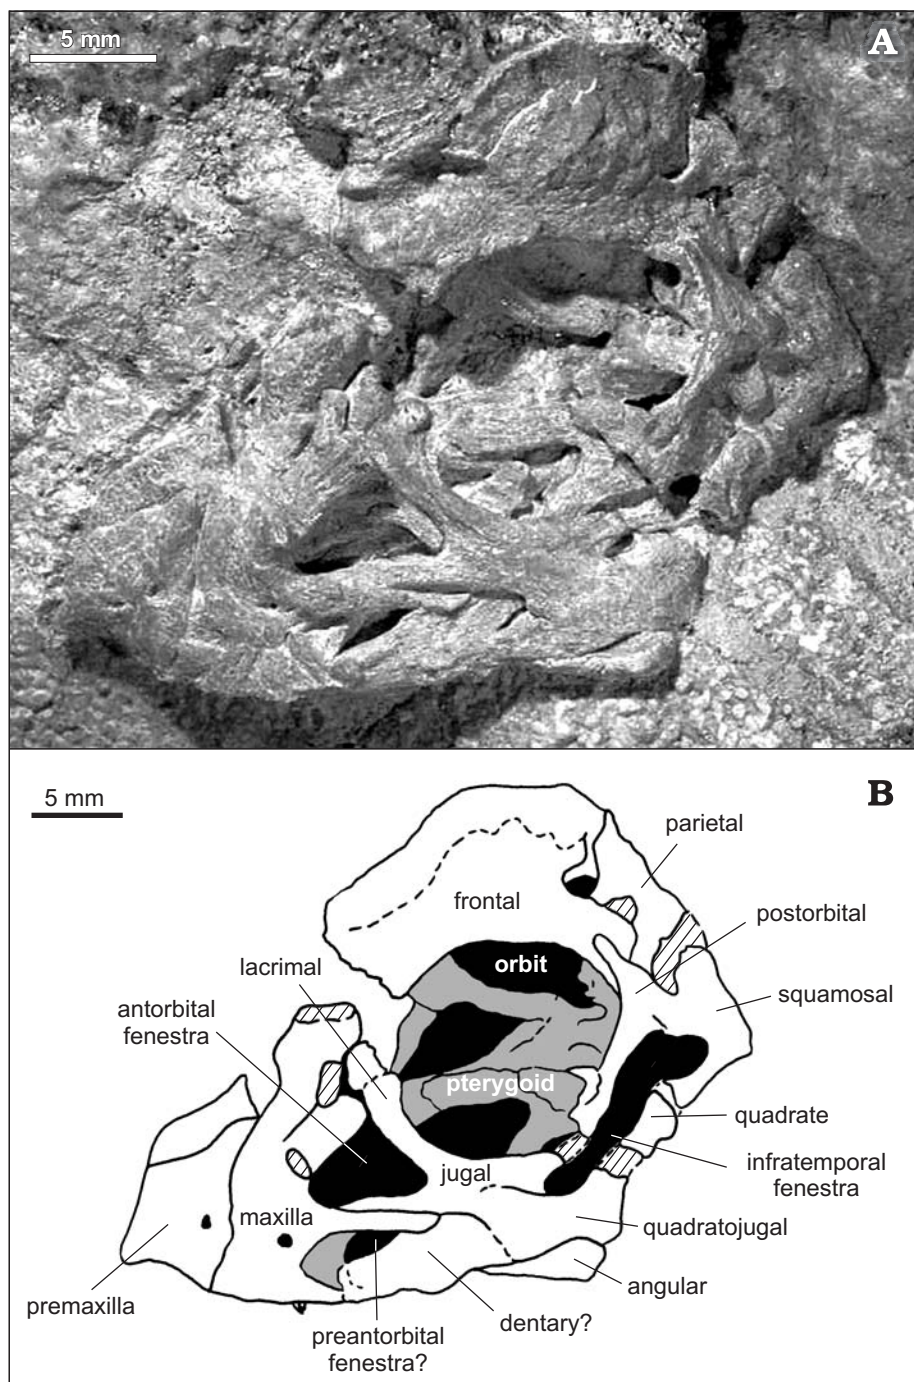 5 mm
A
5 mm
B
parietal
frontal
postorbital
orbit
lacrimal
squamosal
antorbital
fenestra
pterygoid
quadrate
jugal
infratemporal
fenestra
maxilla
quadratojugal
premaxilla
angular
dentary?
preantorbital
fenestra?